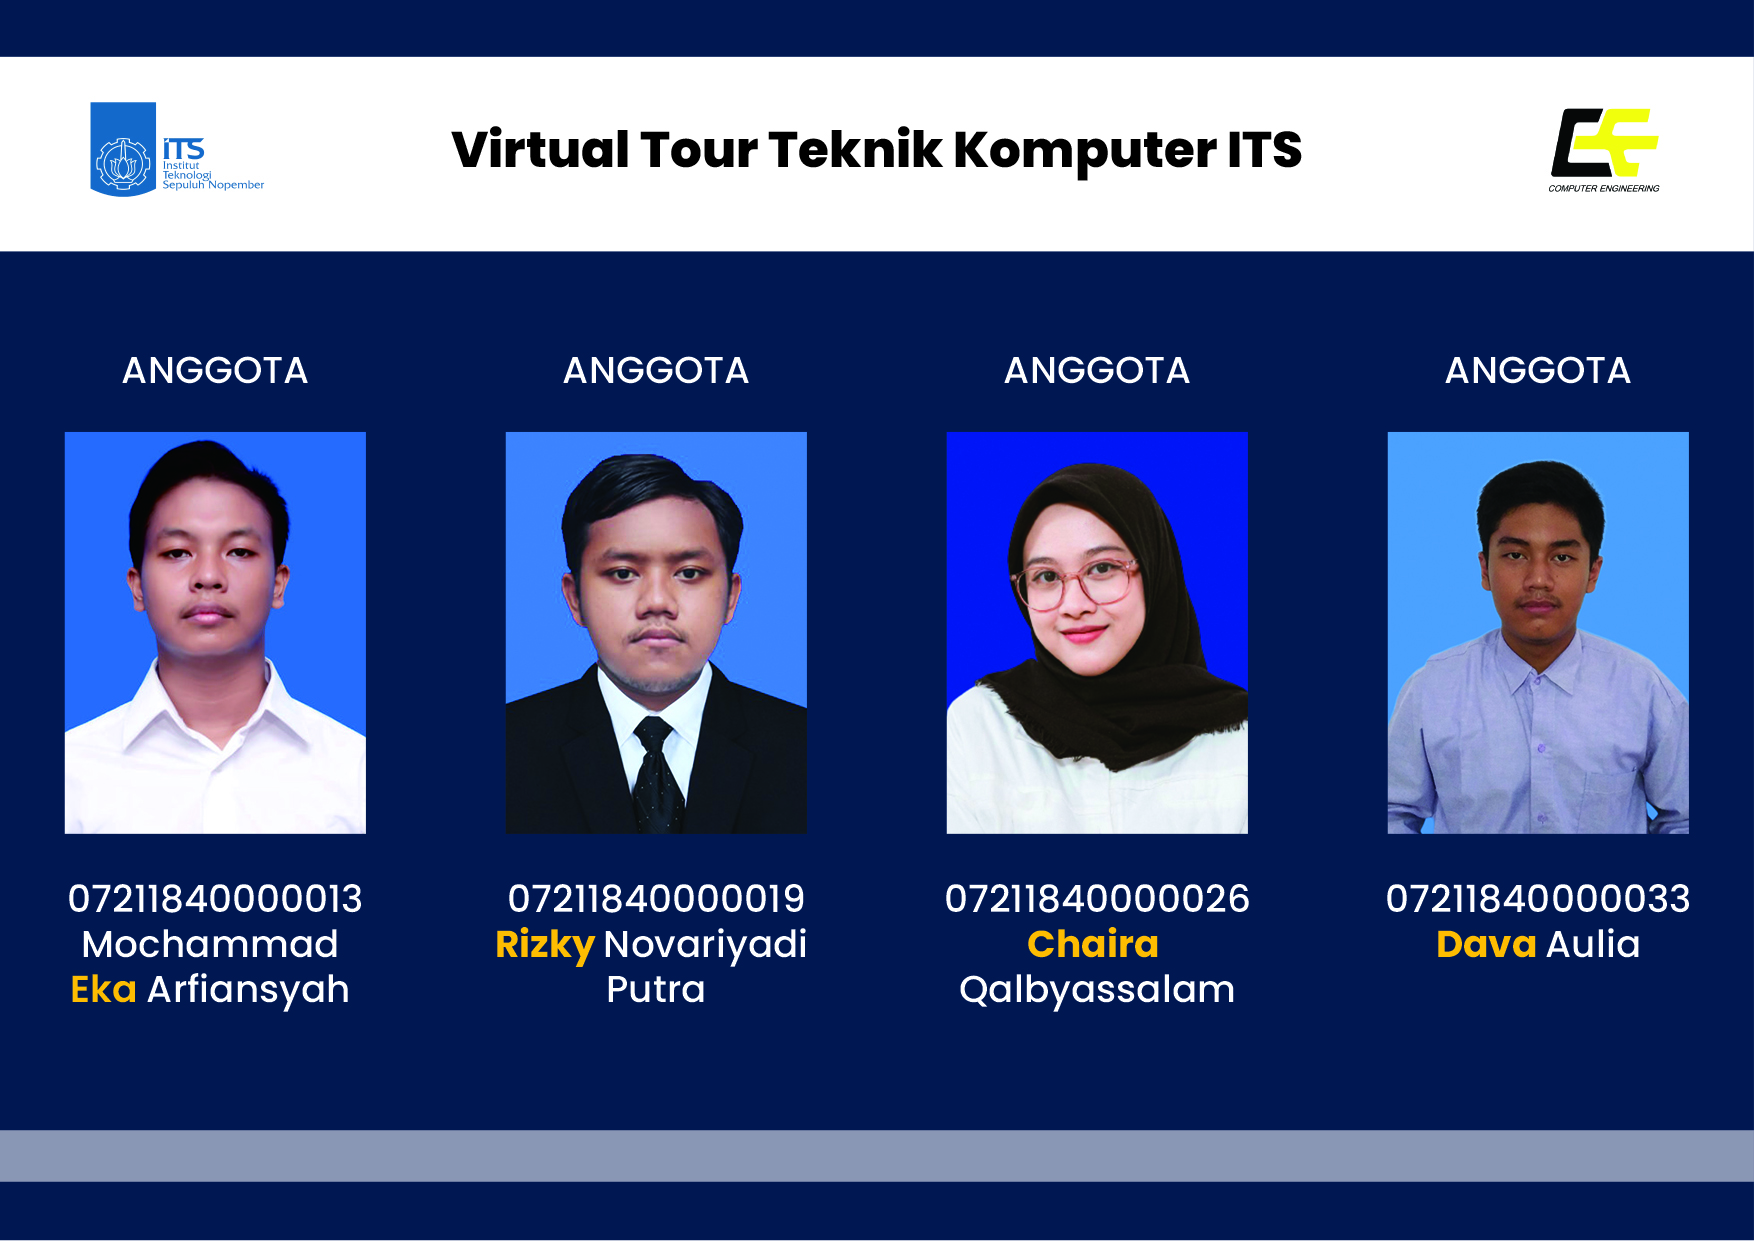 iTS
Institut
Teknologi
Sepuluh Nopember
Virtual Tour Teknik Komputer ITS
CE
COMPUTER ENGINEERING
ANGGOTA
ANGGOTA
ANGGOTA
ANGGOTA
07211840000013
Mochammad
Eka Arfiansyah
07211840000019
Rizky Novariyadi
Putra
07211840000026
Chaira
Qalbyassalam
07211840000033
Dava Aulia